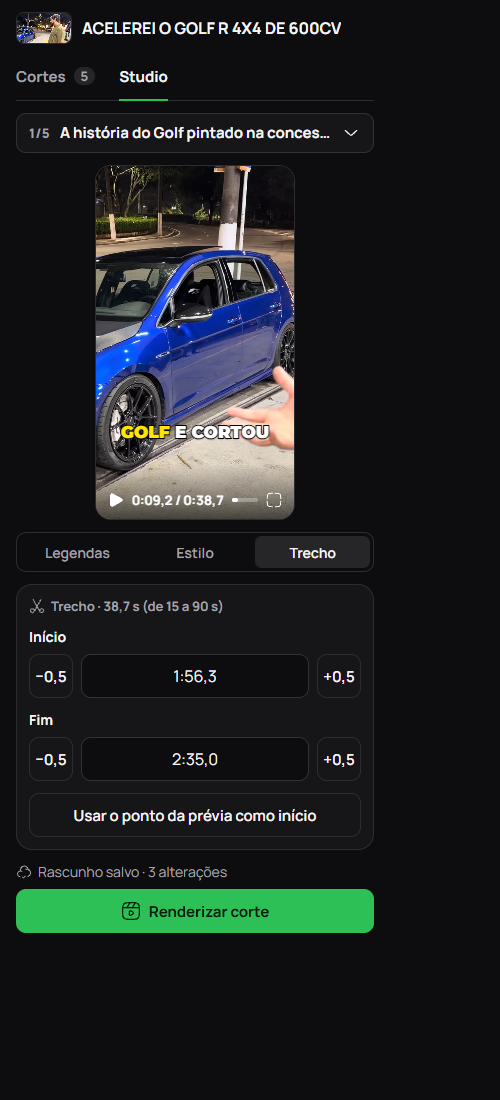 ACELEREI O GOLF R 4X4 DE 600CV
Cortes 5 Studio
1/5 A história do Golf pintado na conces...
GOLF E CORTOU
0:09,2 / 0:38,7
Legendas Estilo Trecho
Trecho · 38,7 s (de 15 a 90 s)
Início
−0,5 1:56,3 +0,5
Fim
−0,5 2:35,0 +0,5
Usar o ponto da prévia como início
Rascunho salvo · 3 alterações
Renderizar corte